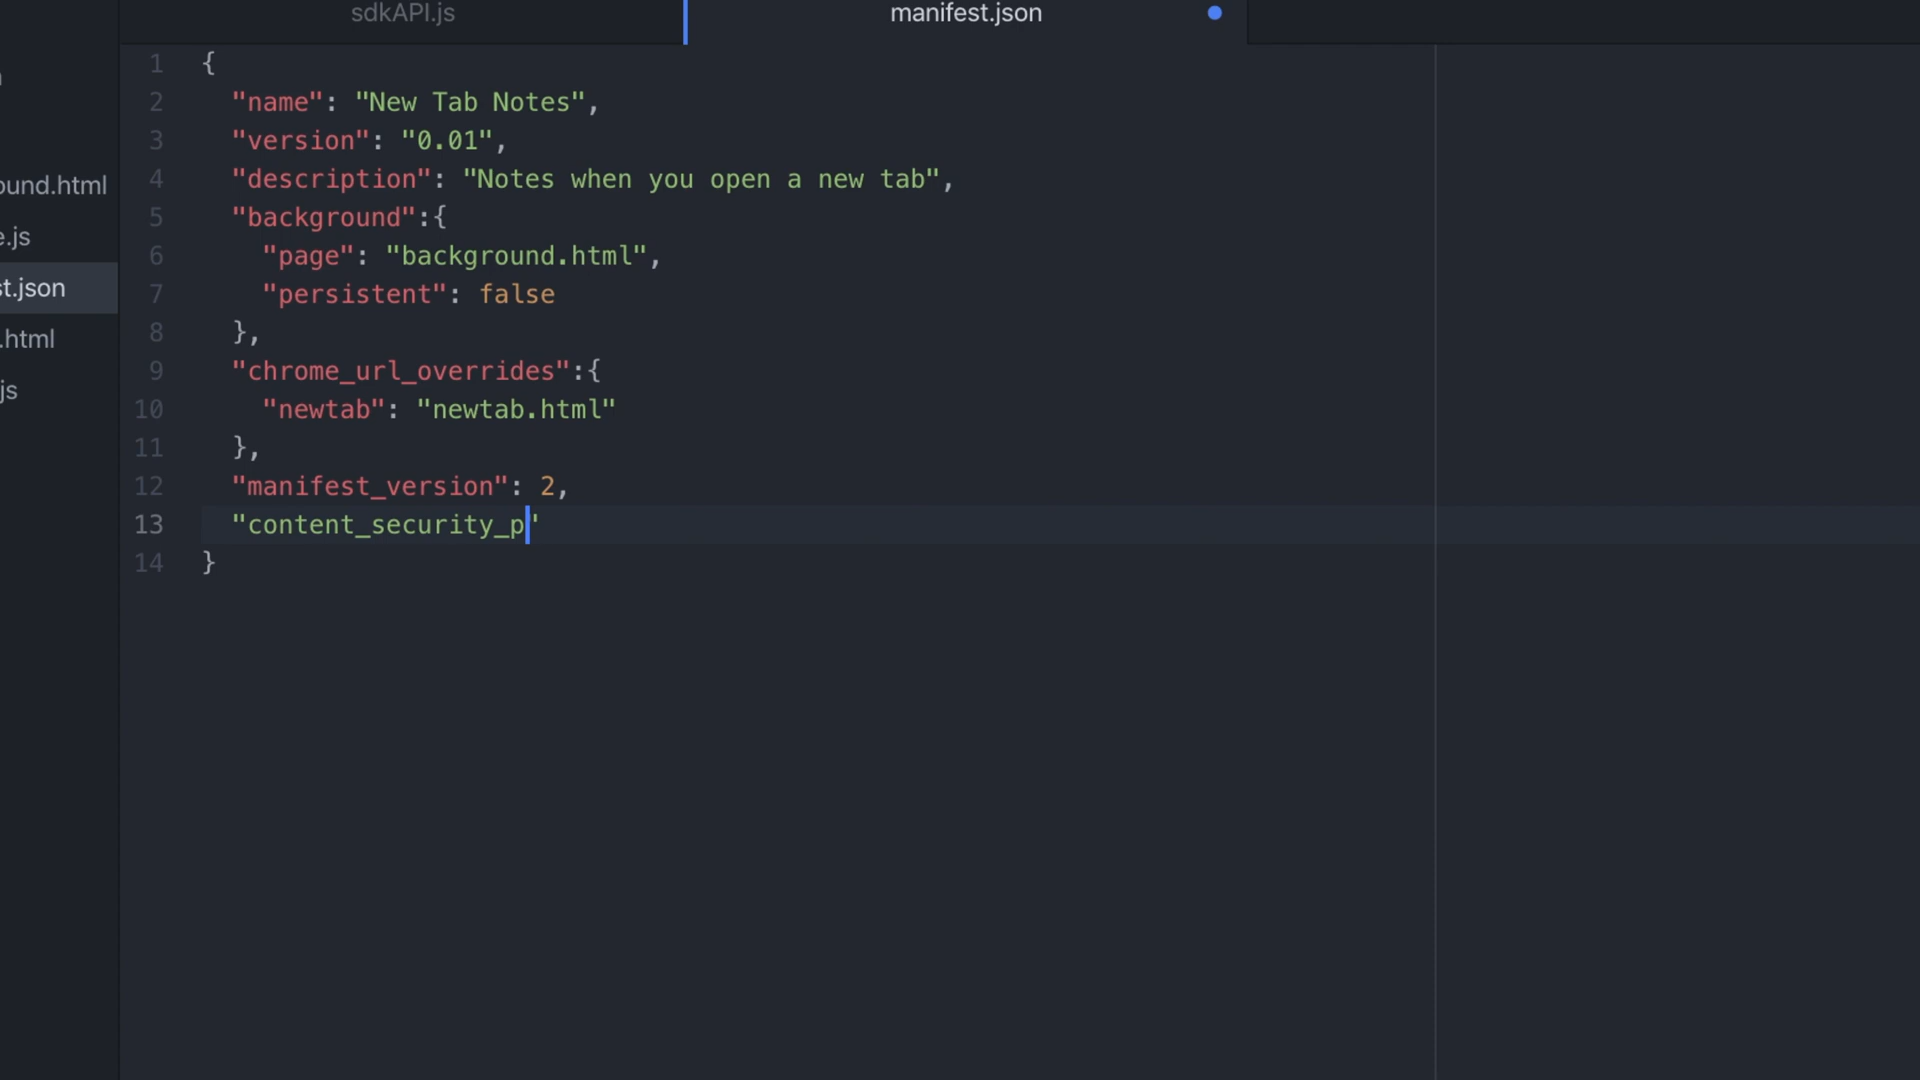 sdkAPI.js
manifest.json
ound.html
e.js
st.json
.html
js
1 {
2 "name": "New Tab Notes",
3 "version": "0.01",
4 "description": "Notes when you open a new tab",
5 "background":{
6 "page": "background.html",
7 "persistent": false
8 },
9 "chrome_url_overrides":{
10 "newtab": "newtab.html"
11 },
12 "manifest_version": 2,
13 "content_security_p"
14 }